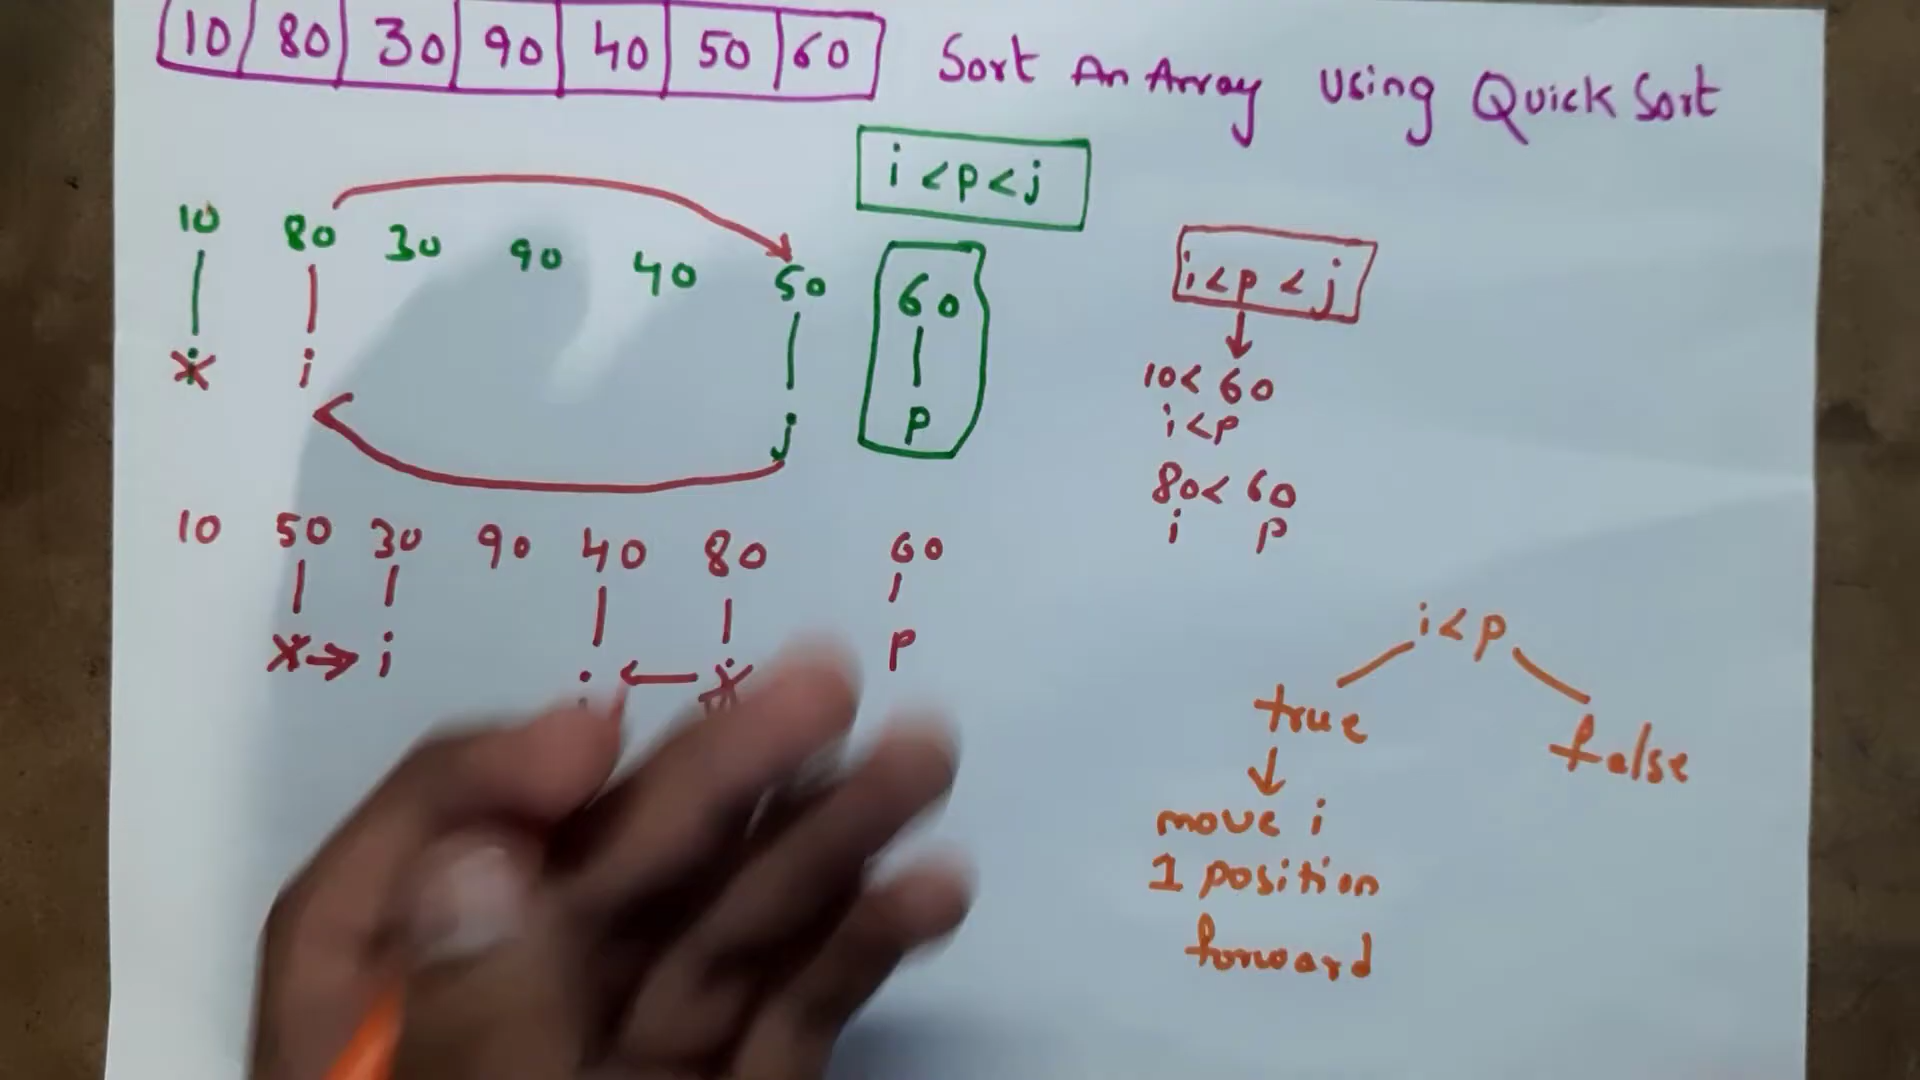 10 80 30 90 40 50 60 Sort An Array Using Quick Sort
i < p < j
10 80 30 90 40 50 60
i i j p
10 50 30 90 40 80 60
→ i ← p
i < p < j
10 < 60
i < p
80 < 60
i p
i < p
true false
move i
1 position
forward